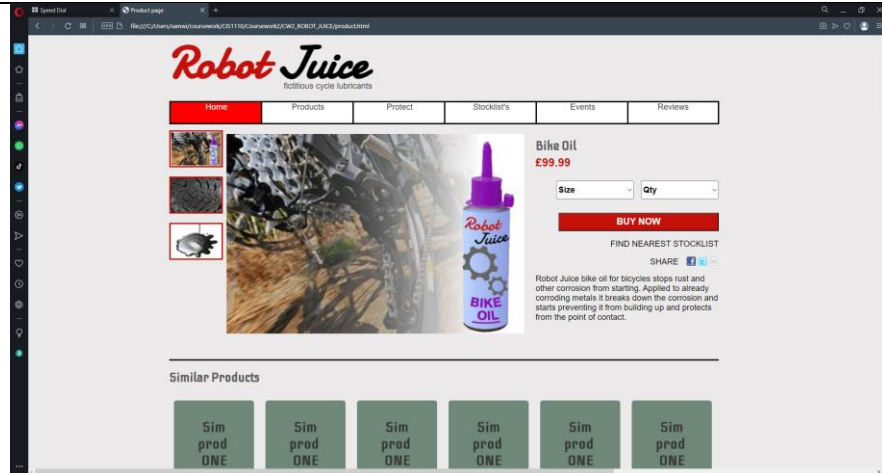 Speed Dial
Product page
VPN
file:///C:/Users/samwi/coursework/CIS1110/Coursework2/CW2_ROBOT_JUICE/product.html
Robot Juice
fictitious cycle lubricants
Home Products Protect Stocklist's Events Reviews
Bike Oil
£99.99
Size Qty
BUY NOW
FIND NEAREST STOCKLIST
SHARE
Robot Juice bike oil for bicycles stops rust and
other corrosion from starting. Applied to already
corroding metals it breaks down the corrosion and
starts preventing it from building up and protects
from the point of contact.
Robot
Juice
BIKE
OIL
Similar Products
Sim Sim Sim Sim Sim Sim
prod prod prod prod prod prod
ONE ONE ONE ONE ONE ONE